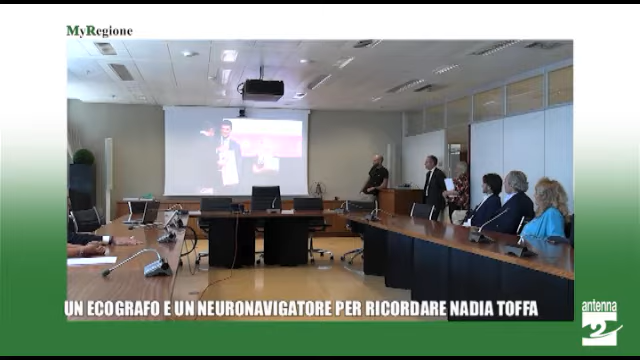 MyRegione
UN ECOGRAFO E UN NEURONAVIGATORE PER RICORDARE NADIA TOFFA
antenna
2